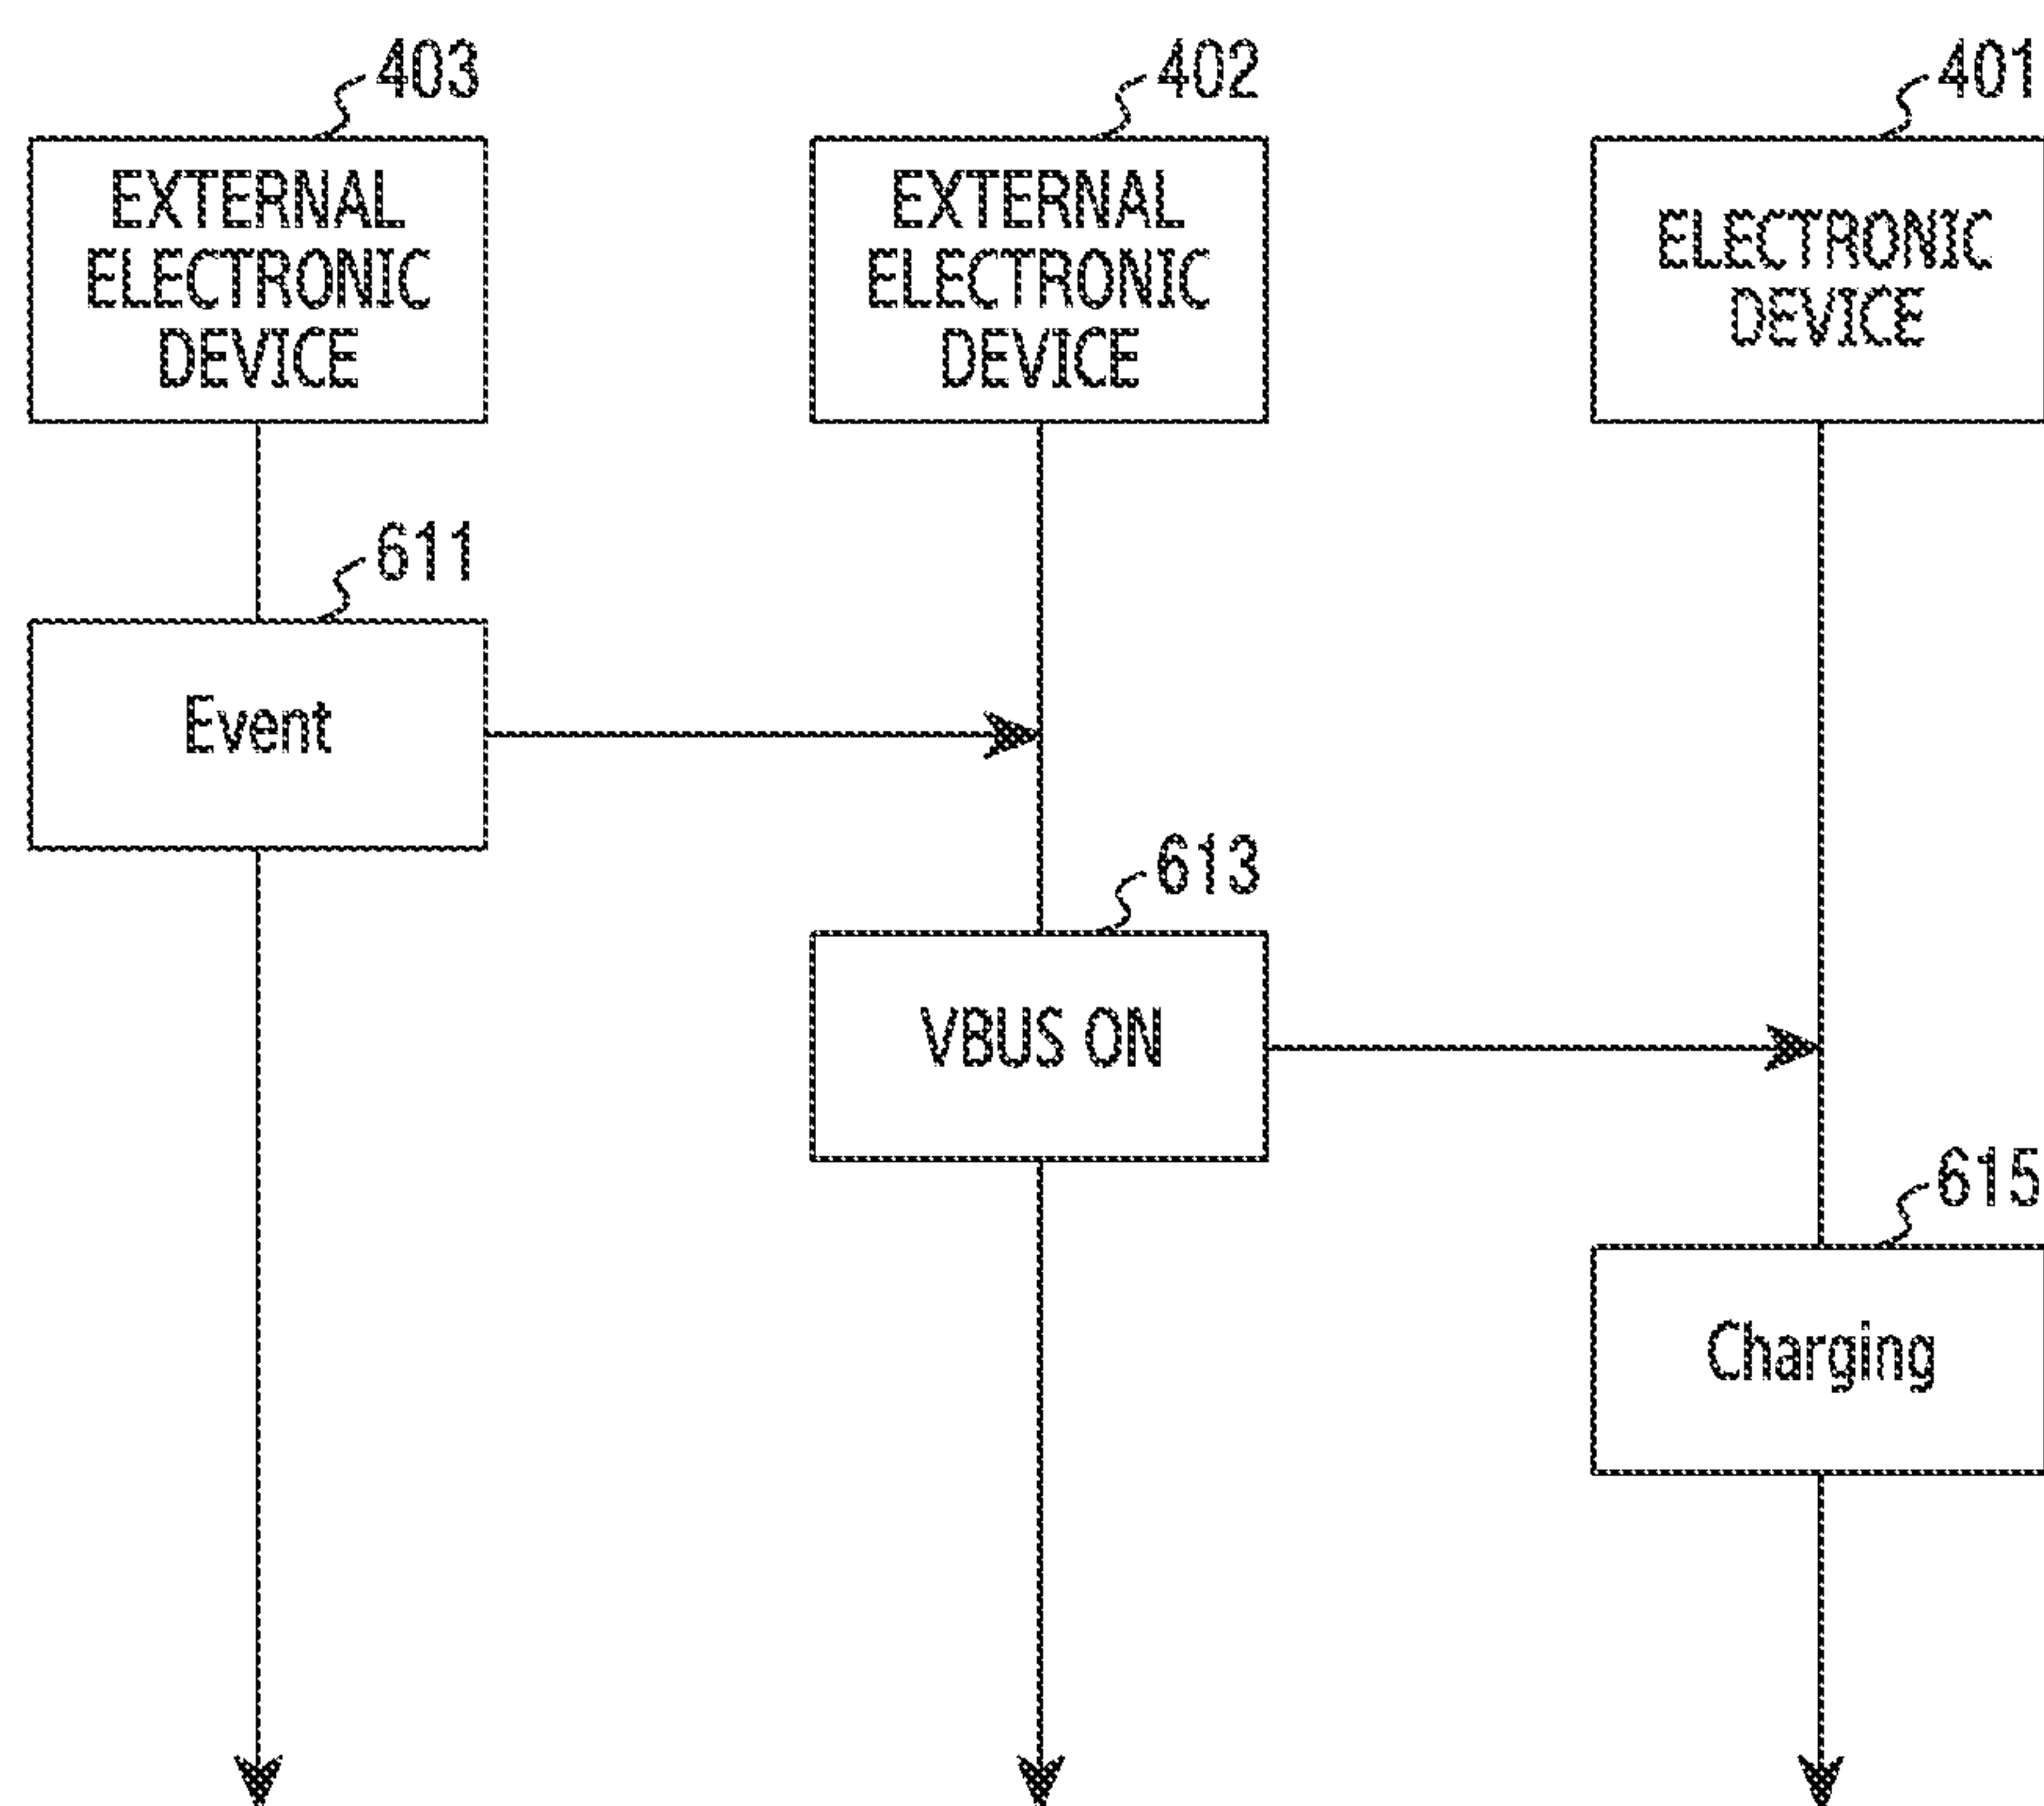 403
402
401
EXTERNAL
ELECTRONIC
DEVICE
EXTERNAL
ELECTRONIC
DEVICE
ELECTRONIC
DEVICE
611
Event
613
VBUS ON
615
Charging